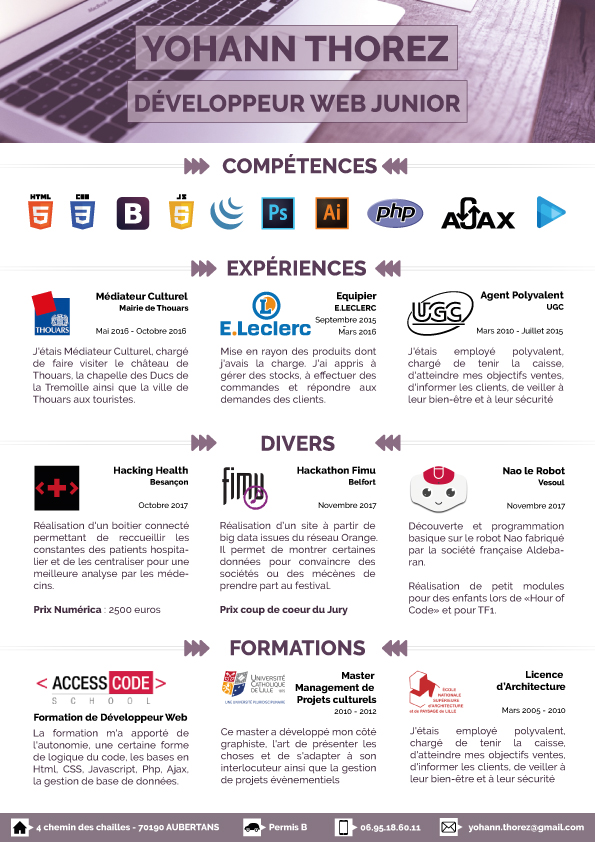 YOHANN THOREZ
DÉVELOPPEUR WEB JUNIOR
COMPÉTENCES
HTML
5
CSS
3
B
JS
5
Ps
Ai
php
AJAX
EXPÉRIENCES
THOUARS
Médiateur Culturel
Mairie de Thouars
Mai 2016 - Octobre 2016
J'étais Médiateur Culturel, chargé
de faire visiter le château de
Thouars, la chapelle des Ducs de
la Tremoïlle ainsi que la ville de
Thouars aux touristes.
L
E.Leclerc
Equipier
E.LECLERC
Septembre 2015
-
Mars 2016
Mise en rayon des produits dont
j'avais la charge. J'ai appris à
gérer des stocks, à effectuer des
commandes et répondre aux
demandes des clients.
UGC
Agent Polyvalent
UGC
Mars 2010 - Juillet 2015
J'étais employé polyvalent,
chargé de tenir la caisse,
d'atteindre mes objectifs ventes,
d'informer les clients, de veiller à
leur bien-être et à leur sécurité
DIVERS
Hacking Health
Besançon
Octobre 2017
Réalisation d'un boitier connecté
permettant de reccueillir les
constantes des patients hospita-
lier et de les centraliser pour une
meilleure analyse par les méde-
cins.
Prix Numérica : 2500 euros
fimu
Hackathon Fimu
Belfort
Novembre 2017
Réalisation d'un site à partir de
big data issues du réseau Orange.
Il permet de montrer certaines
données pour convaincre des
sociétés ou des mécènes de
prendre part au festival.
Prix coup de coeur du Jury
Nao le Robot
Vesoul
Novembre 2017
Découverte et programmation
basique sur le robot Nao fabriqué
par la société française Aldeba-
ran.
Réalisation de petit modules
pour des enfants lors de «Hour of
Code» et pour TF1.
FORMATIONS
< ACCESS CODE >
SCHOOL
Formation de Développeur Web
La formation m'a apporté de
l'autonomie, une certaine forme
de logique du code, les bases en
Html, CSS, Javascript, Php, Ajax,
la gestion de base de données.
UNIVERSITÉ
CATHOLIQUE
DE LILLE
UNE UNIVERSITÉ PLURIDISCIPLINAIRE
Master
Management de
Projets culturels
2010 - 2012
Ce master a développé mon côté
graphiste, l'art de présenter les
choses et de s'adapter à son
interlocuteur ainsi que la gestion
de projets évènementiels
ÉCOLE
NATIONALE
SUPÉRIEURE
D'ARCHITECTURE
et de PAYSAGE de LILLE
Licence
d'Architecture
Mars 2005 - 2010
J'étais employé polyvalent,
chargé de tenir la caisse,
d'atteindre mes objectifs ventes,
d'informer les clients, de veiller à
leur bien-être et à leur sécurité
4 chemin des chailles - 70190 AUBERTANS
Permis B
06.95.18.60.11
yohann.thorez@gmail.com